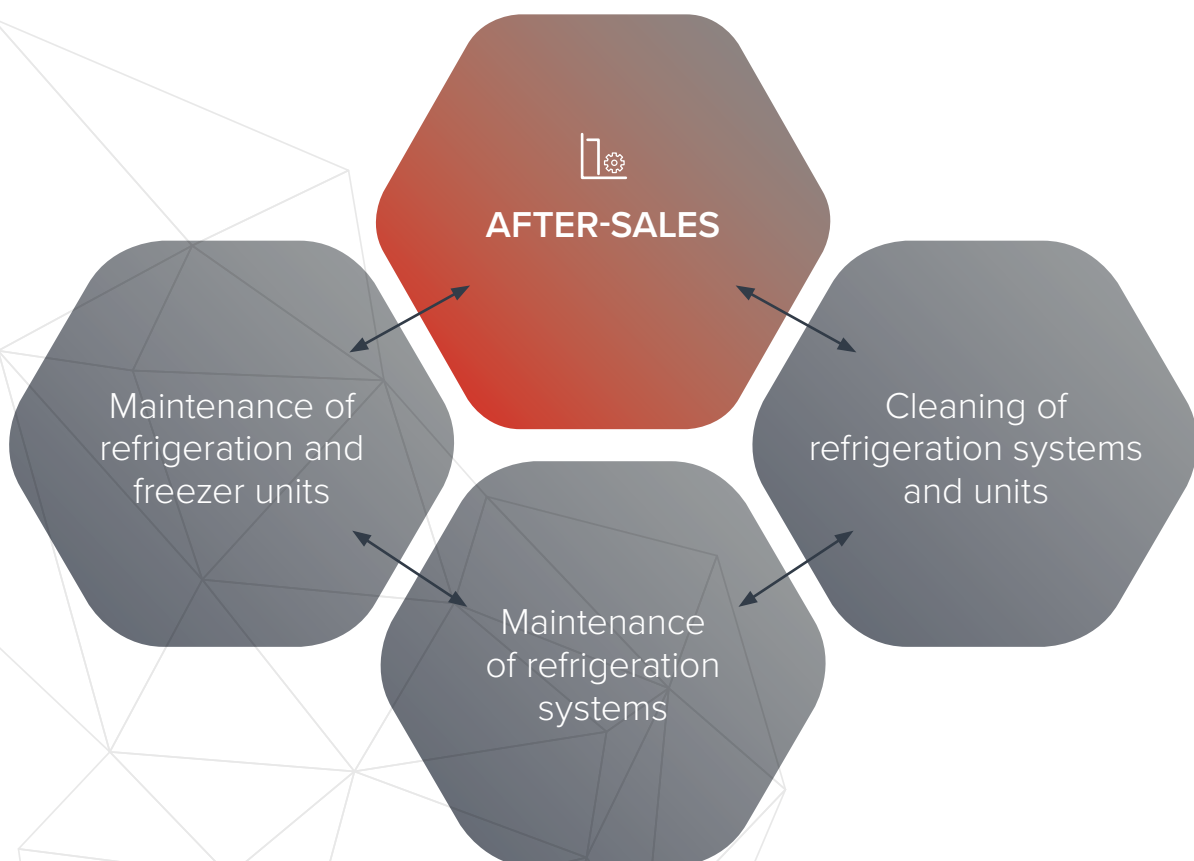 AFTER-SALES
Maintenance of
refrigeration and
freezer units
Cleaning of
refrigeration systems
and units
Maintenance
of refrigeration
systems